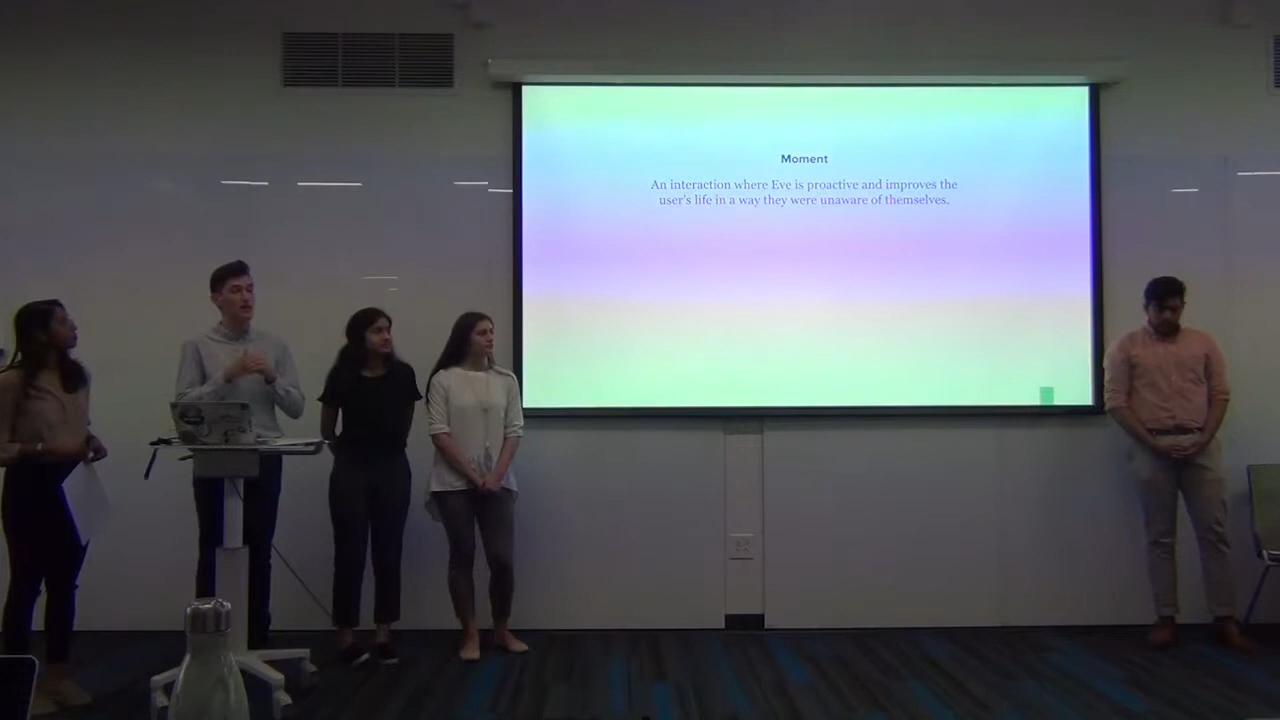 Moment
An interaction where Eve is proactive and improves the
user's life in a way they were unaware of themselves.